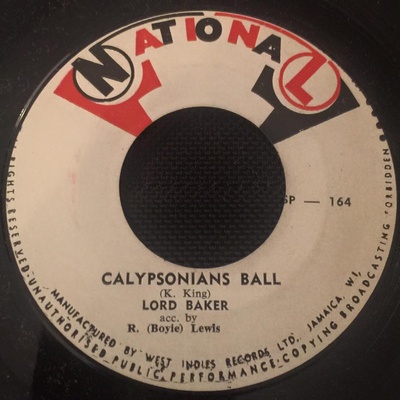 NATIONAL
SP — 164
CALYPSONIANS BALL
(K. King)
LORD BAKER
acc. by
R. (Boyie) Lewis
MANUFACTURED BY WEST INDIES RECORDS LTD. JAMAICA, W.I.
RIGHTS RESERVED-UNAUTHORISED PUBLIC PERFORMANCE-COPYING BROADCASTING FORBIDDEN